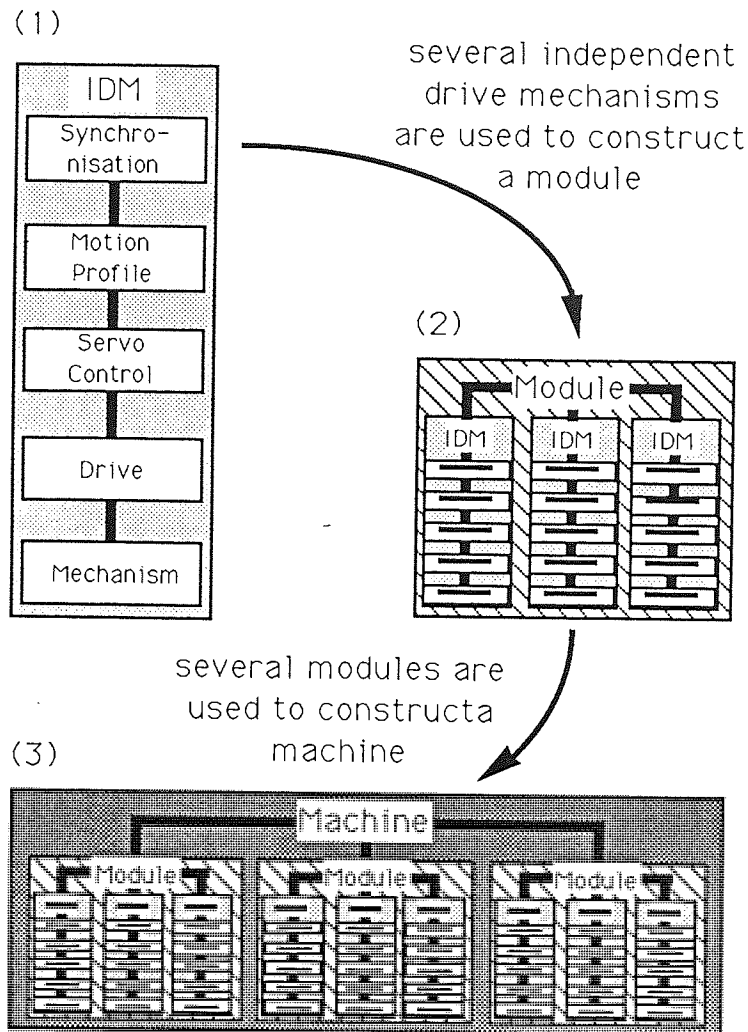 (1)
several independent
drive mechanisms
are used to construct
a module
IDM
Synchro-
nisation
Motion
Profile
Servo
Control
Drive
Mechanism
(2)
Module
IDM
IDM
IDM
several modules are
used to constructa
machine
(3)
Machine
Module
Module
Module